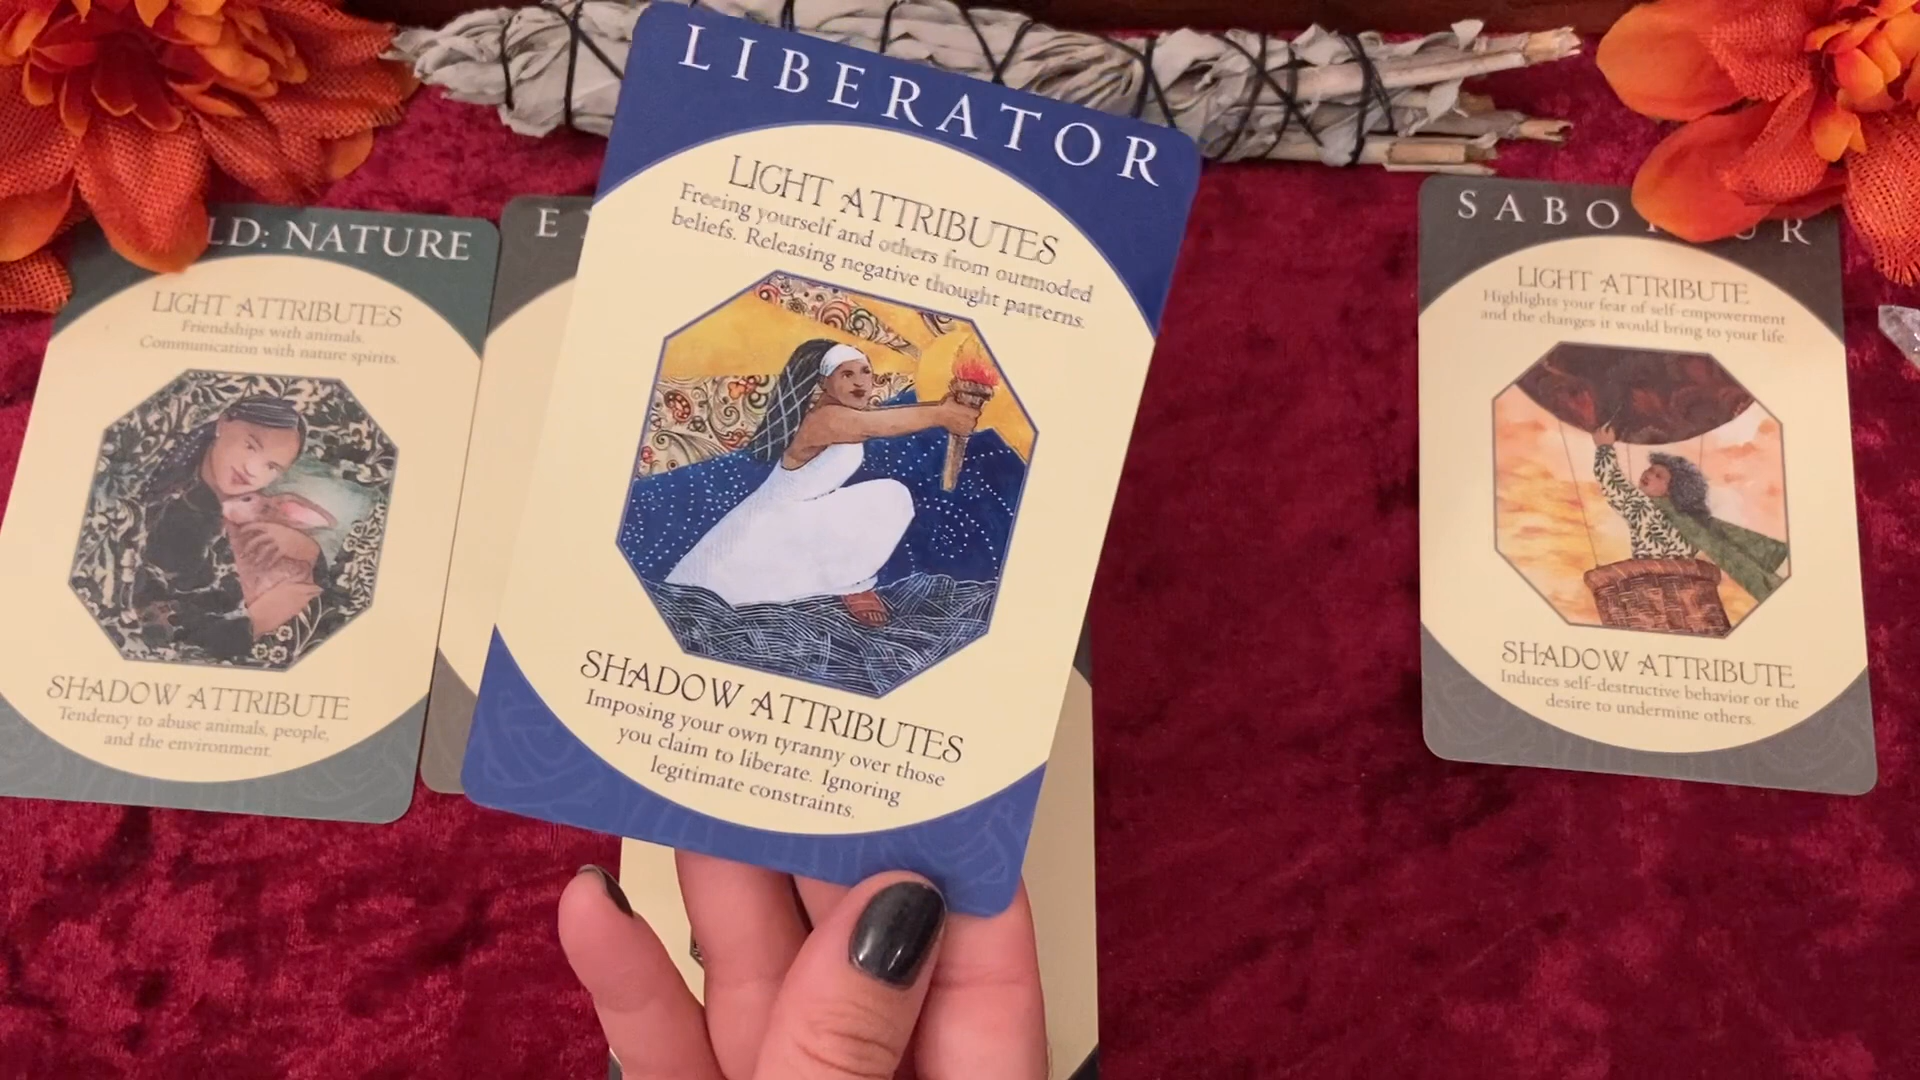 LIBERATOR
LIGHT ATTRIBUTES
Freeing yourself and others from outmoded
beliefs. Releasing negative thought patterns.
SHADOW ATTRIBUTES
Imposing your own tyranny over those
you claim to liberate. Ignoring
legitimate constraints.
LD: NATURE
LIGHT ATTRIBUTES
Friendships with animals.
Communication with nature spirits.
SHADOW ATTRIBUTE
Tendency to abuse animals, people,
and the environment.
E
SABO UR
LIGHT ATTRIBUTE
Highlights your fear of self-empowerment
and the changes it would bring to your life.
SHADOW ATTRIBUTE
Induces self-destructive behavior or the
desire to undermine others.